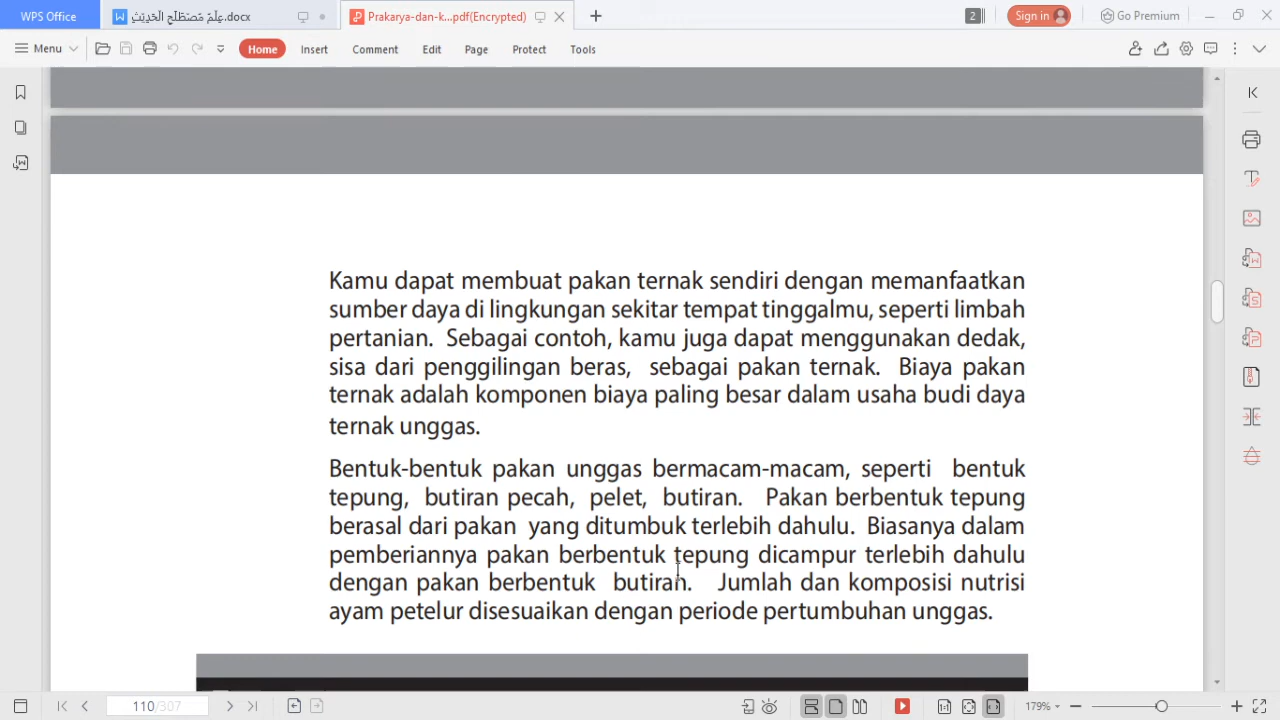 WPS Office
عِلْمُ مُصْطَلَحِ الْحَدِيْثِ.docx
Prakarya-dan-k...pdf(Encrypted)
2
Sign in
Go Premium
Menu
Home
Insert
Comment
Edit
Page
Protect
Tools
Kamu dapat membuat pakan ternak sendiri dengan memanfaatkan
sumber daya di lingkungan sekitar tempat tinggalmu, seperti limbah
pertanian. Sebagai contoh, kamu juga dapat menggunakan dedak,
sisa dari penggilingan beras, sebagai pakan ternak. Biaya pakan
ternak adalah komponen biaya paling besar dalam usaha budi daya
ternak unggas.
Bentuk-bentuk pakan unggas bermacam-macam, seperti bentuk
tepung, butiran pecah, pelet, butiran. Pakan berbentuk tepung
berasal dari pakan yang ditumbuk terlebih dahulu. Biasanya dalam
pemberiannya pakan berbentuk tepung dicampur terlebih dahulu
dengan pakan berbentuk butiran. Jumlah dan komposisi nutrisi
ayam petelur disesuaikan dengan periode pertumbuhan unggas.
110/307
179%